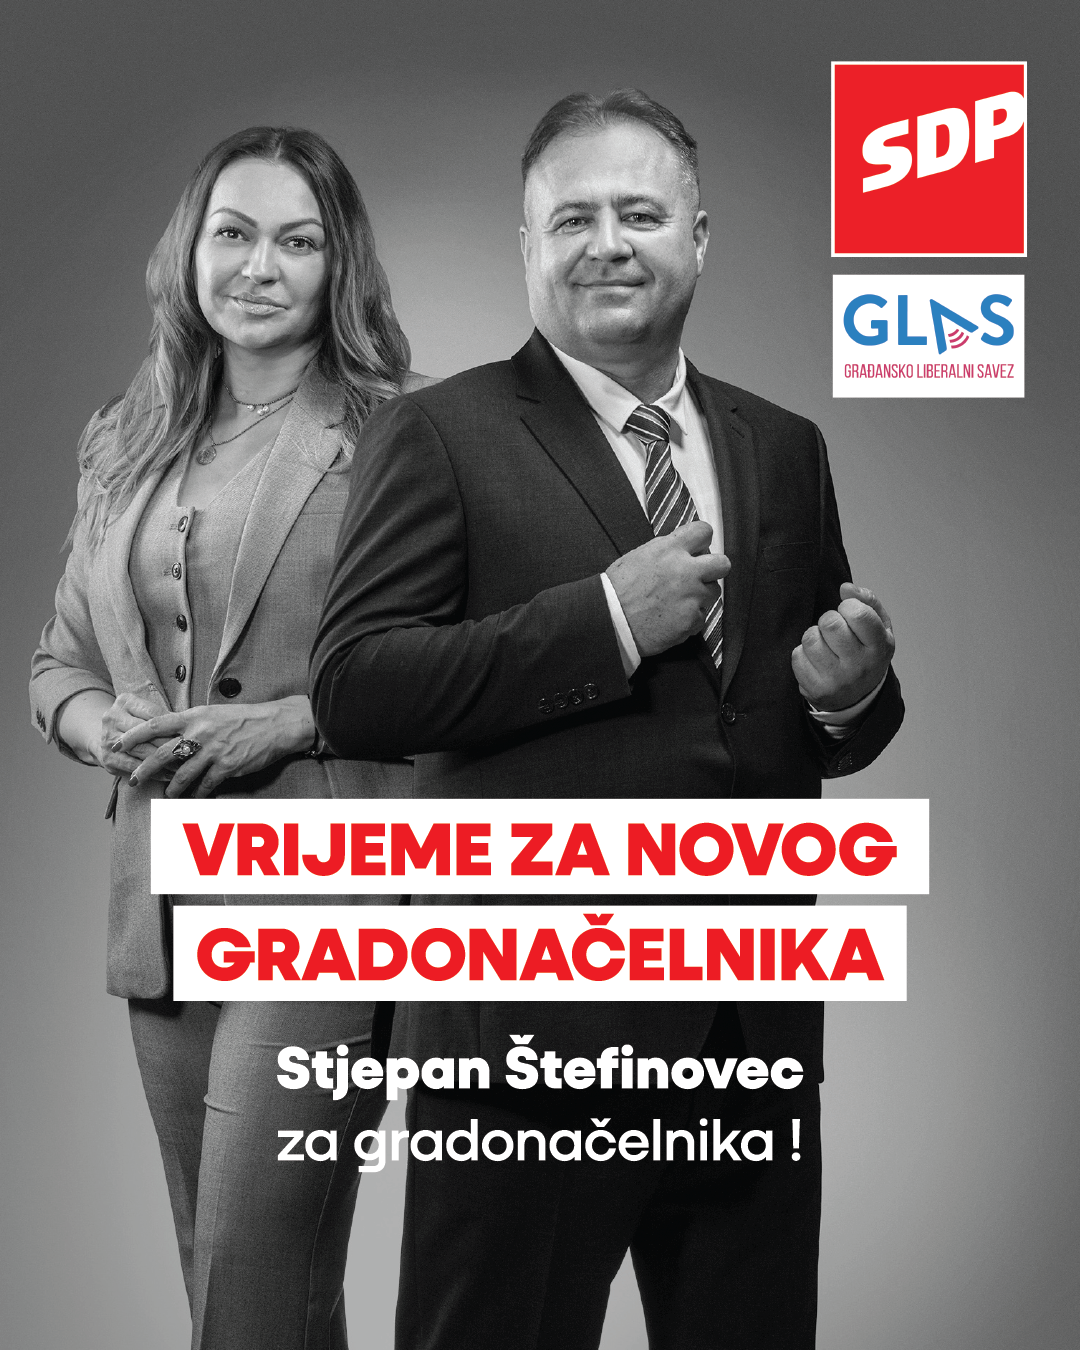 SDP
GLAS
GRAĐANSKO LIBERALNI SAVEZ
VRIJEME ZA NOVOG
GRADONAČELNIKA
Stjepan Štefinovec
za gradonačelnika !